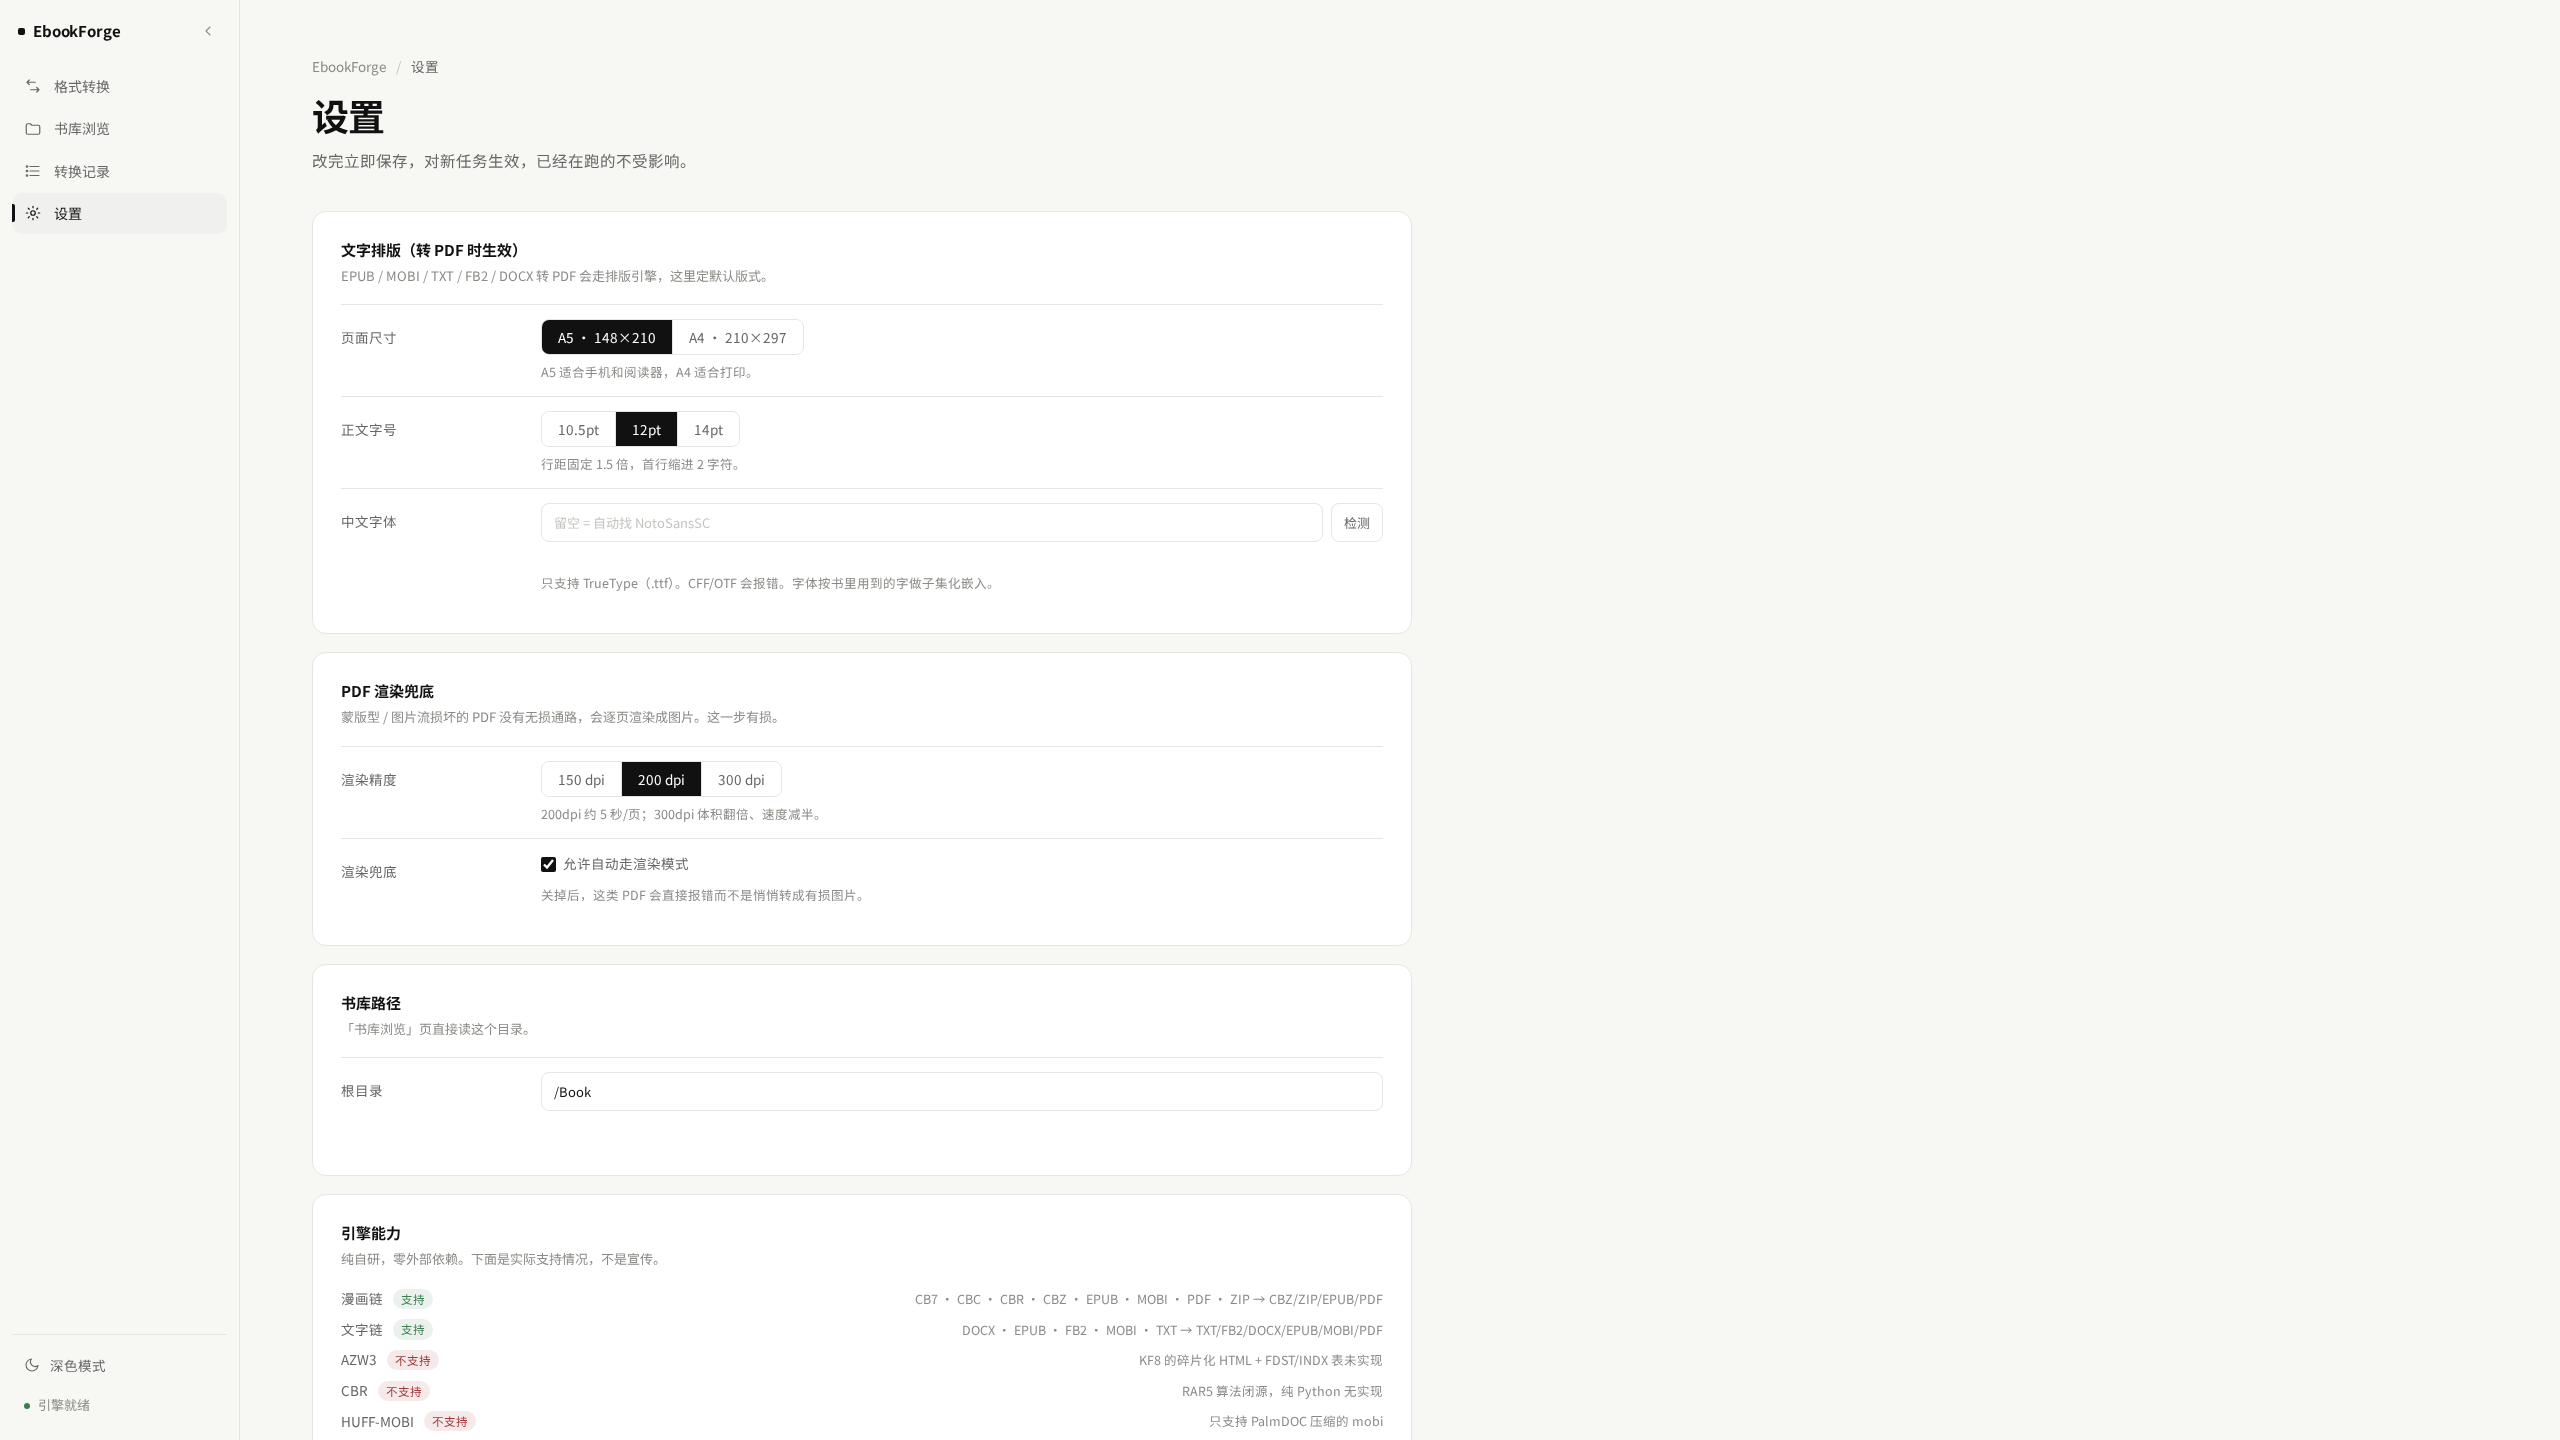 EbookForge
格式转换
书库浏览
转换记录
设置
深色模式
引擎就绪
EbookForge / 设置
设置
改完立即保存，对新任务生效，已经在跑的不受影响。
文字排版（转 PDF 时生效）
EPUB / MOBI / TXT / FB2 / DOCX 转 PDF 会走排版引擎，这里定默认版式。
页面尺寸
A5 · 148×210 A4 · 210×297
A5 适合手机和阅读器，A4 适合打印。
正文字号
10.5pt 12pt 14pt
行距固定 1.5 倍，首行缩进 2 字符。
中文字体
留空 = 自动找 NotoSansSC 检测
只支持 TrueType（.ttf）。CFF/OTF 会报错。字体按书里用到的字做子集化嵌入。
PDF 渲染兜底
蒙版型 / 图片流损坏的 PDF 没有无损通路，会逐页渲染成图片。这一步有损。
渲染精度
150 dpi 200 dpi 300 dpi
200dpi 约 5 秒/页；300dpi 体积翻倍、速度减半。
渲染兜底
允许自动走渲染模式
关掉后，这类 PDF 会直接报错而不是悄悄转成有损图片。
书库路径
「书库浏览」页直接读这个目录。
根目录
/Book
引擎能力
纯自研，零外部依赖。下面是实际支持情况，不是宣传。
漫画链 支持 CB7 · CBC · CBR · CBZ · EPUB · MOBI · PDF · ZIP → CBZ/ZIP/EPUB/PDF
文字链 支持 DOCX · EPUB · FB2 · MOBI · TXT → TXT/FB2/DOCX/EPUB/MOBI/PDF
AZW3 不支持 KF8 的碎片化 HTML + FDST/INDX 表未实现
CBR 不支持 RAR5 算法闭源，纯 Python 无实现
HUFF-MOBI 不支持 只支持 PalmDOC 压缩的 mobi